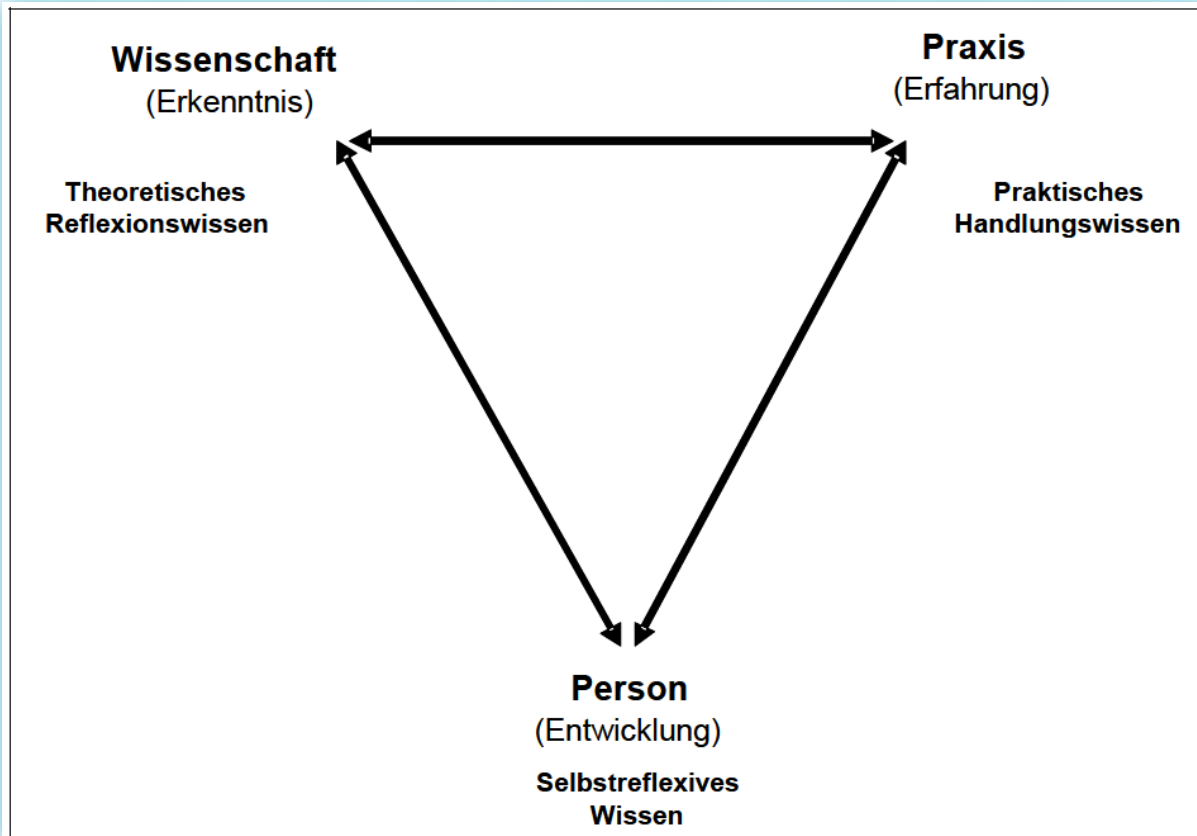 Wissenschaft
(Erkenntnis)
Praxis
(Erfahrung)
Theoretisches
Reflexionswissen
Praktisches
Handlungswissen
Person
(Entwicklung)
Selbstreflexives
Wissen